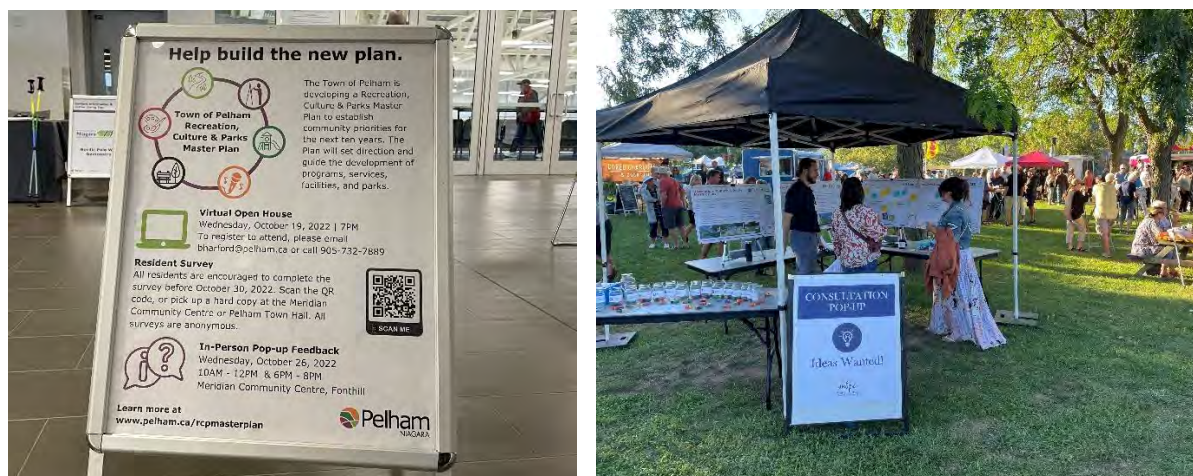 Help build the new plan.
Town of Pelham
Recreation,
Culture & Parks
Master Plan
The Town of Pelham is
developing a Recreation,
Culture & Parks Master
Plan to establish
community priorities for
the next ten years. The
Plan will set direction and
guide the development of
programs, services,
facilities, and parks.
Virtual Open House
Wednesday, October 19, 2022 | 7PM
To register to attend, please email
bharford@pelham.ca or call 905-732-7889
Resident Survey
All residents are encouraged to complete the
survey before October 30, 2022. Scan the QR
code, or pick up a hard copy at the Meridian
Community Centre or Pelham Town Hall. All
surveys are anonymous.
SCAN ME
In-Person Pop-up Feedback
Wednesday, October 26, 2022
10AM - 12PM & 6PM - 8PM
Meridian Community Centre, Fonthill
Learn more at
www.pelham.ca/rcpmasterplan
Pelham
NIAGARA
CONSULTATION
POP-UP
Ideas Wanted!